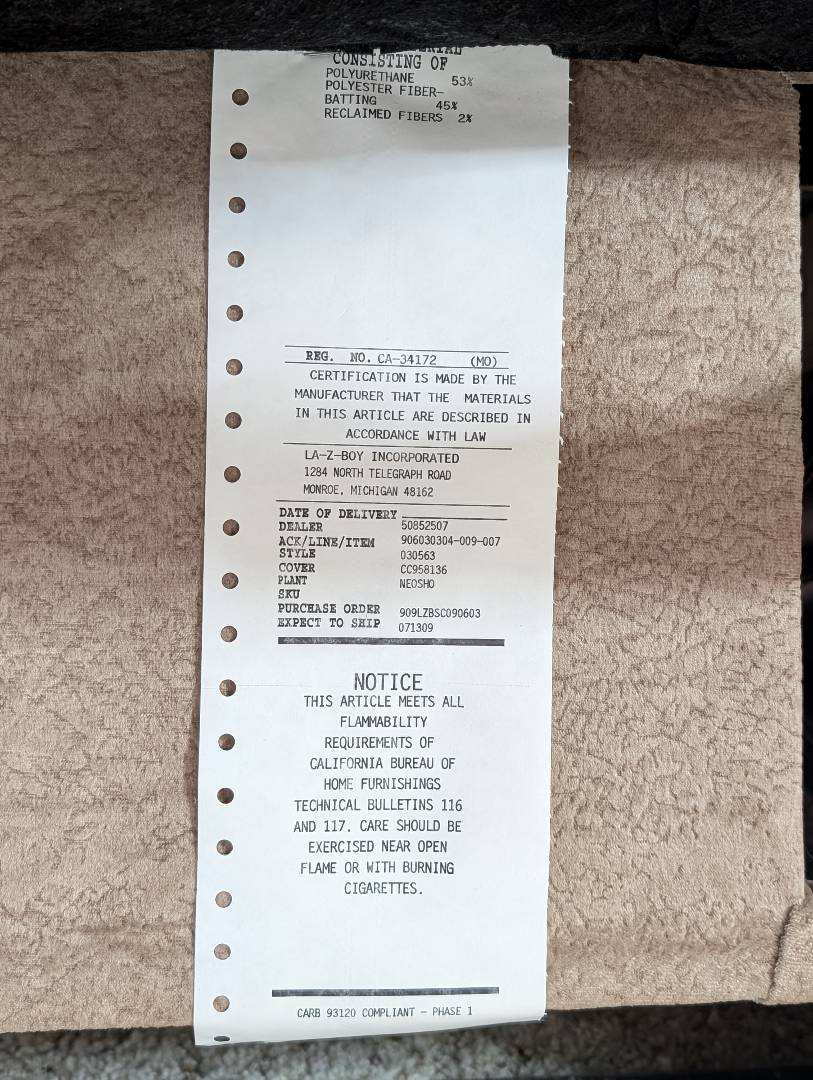 CONSISTING OF
POLYURETHANE 53%
POLYESTER FIBER-
BATTING 45%
RECLAIMED FIBERS 2%
REG. NO. CA-34172 (MO)
CERTIFICATION IS MADE BY THE
MANUFACTURER THAT THE MATERIALS
IN THIS ARTICLE ARE DESCRIBED IN
ACCORDANCE WITH LAW
LA-Z-BOY INCORPORATED
1284 NORTH TELEGRAPH ROAD
MONROE, MICHIGAN 48162
DATE OF DELIVERY
DEALER 50852507
ACK/LINE/ITEM 906030304-009-007
STYLE 030563
COVER CC958136
PLANT NEOSHO
SKU
PURCHASE ORDER 909LZBSC090603
EXPECT TO SHIP 071309
NOTICE
THIS ARTICLE MEETS ALL
FLAMMABILITY
REQUIREMENTS OF
CALIFORNIA BUREAU OF
HOME FURNISHINGS
TECHNICAL BULLETINS 116
AND 117. CARE SHOULD BE
EXERCISED NEAR OPEN
FLAME OR WITH BURNING
CIGARETTES.
CARB 93120 COMPLIANT - PHASE 1